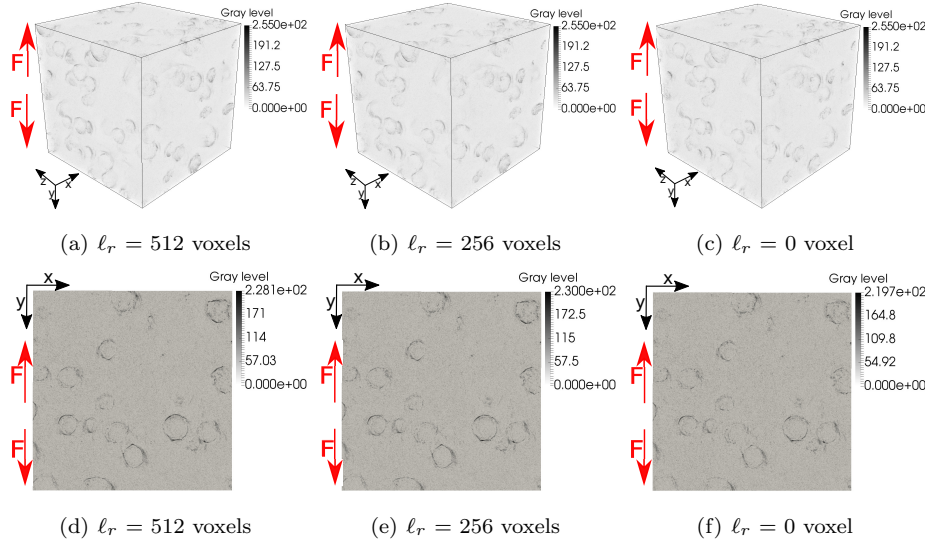 Gray level
2.550e+02
191.2
127.5
63.75
0.000e+00
F
F
z
x
y
(a) ℓr = 512 voxels
Gray level
2.550e+02
191.2
127.5
63.75
0.000e+00
F
F
z
x
y
(b) ℓr = 256 voxels
Gray level
2.550e+02
191.2
127.5
63.75
0.000e+00
F
F
z
x
y
(c) ℓr = 0 voxel
x
y
Gray level
2.281e+02
171
114
57.03
0.000e+00
F
F
(d) ℓr = 512 voxels
x
y
Gray level
2.300e+02
172.5
115
57.5
0.000e+00
F
F
(e) ℓr = 256 voxels
x
y
Gray level
2.197e+02
164.8
109.8
54.92
0.000e+00
F
F
(f) ℓr = 0 voxel